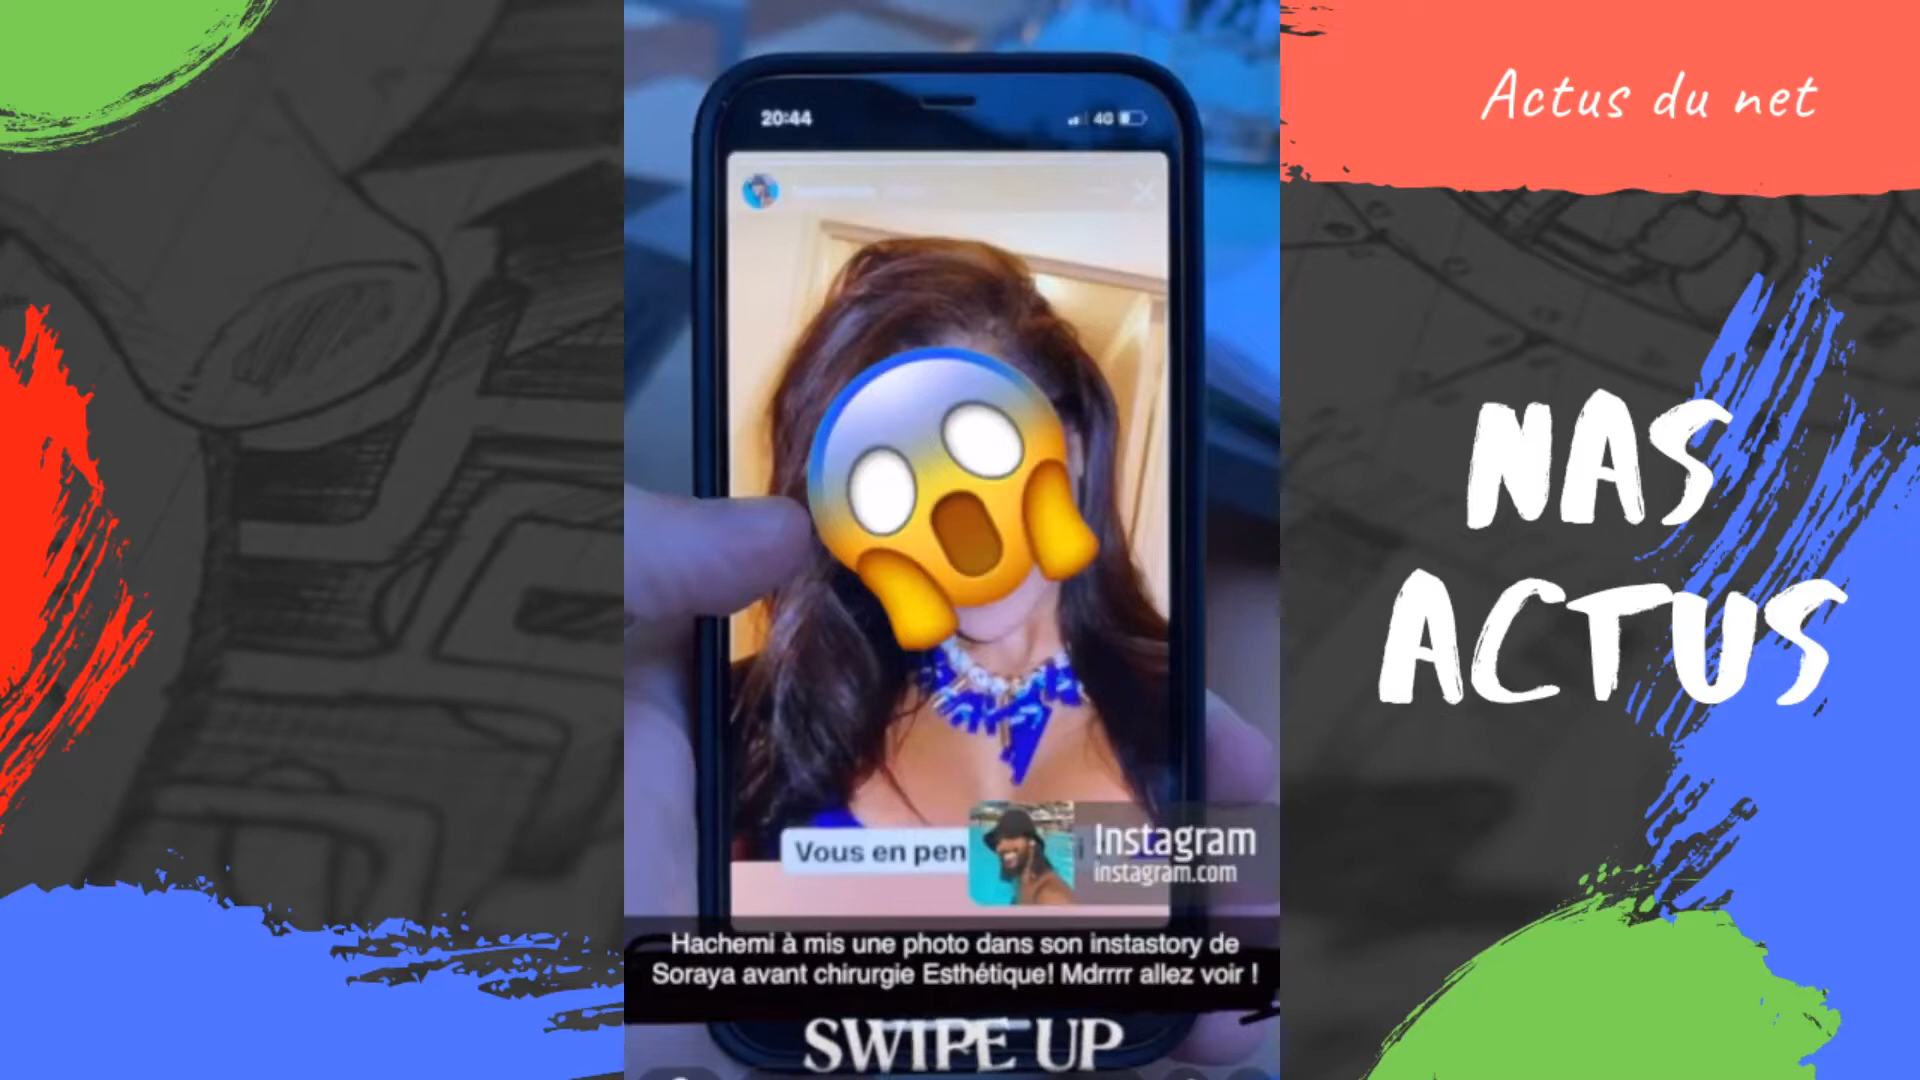 Actus du net
20:44
4G
NAS
ACTUS
Vous en pen
Instagram
instagram.com
Hachemi à mis une photo dans son instastory de
Soraya avant chirurgie Esthétique! Mdrrrr allez voir !
SWIPE UP